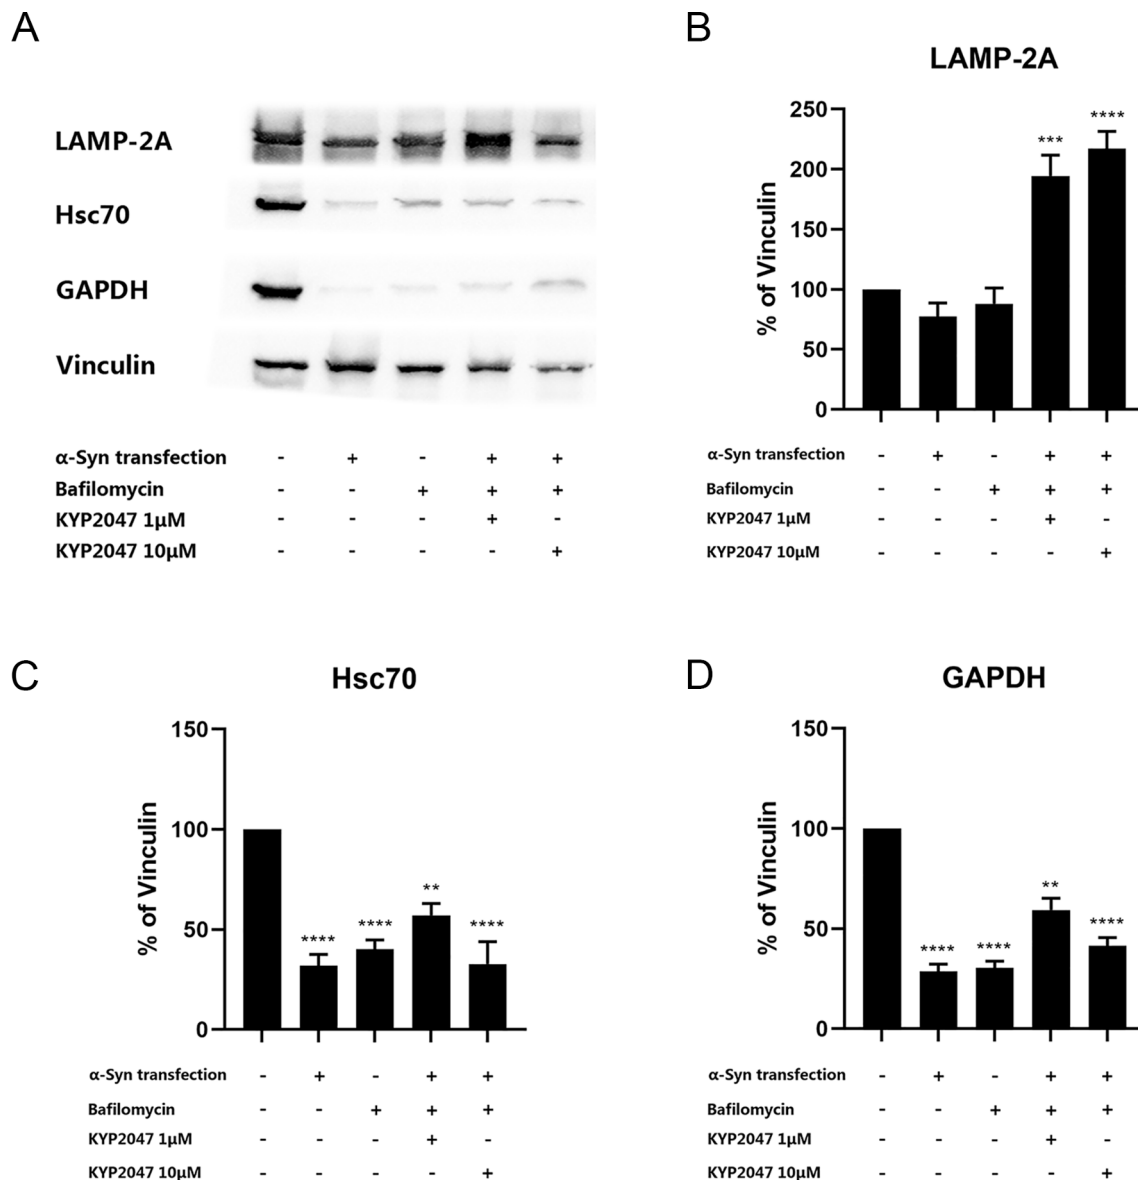 A
LAMP-2A
Hsc70
GAPDH
Vinculin
α-Syn transfection - + - + +
Bafilomycin - - + + +
KYP2047 1μM - - - + -
KYP2047 10μM - - - - +
B
LAMP-2A
% of Vinculin
250
200
150
100
50
0
*** ****
α-Syn transfection - + - + +
Bafilomycin - - + + +
KYP2047 1μM - - - + -
KYP2047 10μM - - - - +
C
Hsc70
% of Vinculin
150
100
50
0
**** **** ** ****
α-Syn transfection - + - + +
Bafilomycin - - + + +
KYP2047 1μM - - - + -
KYP2047 10μM - - - - +
D
GAPDH
% of Vinculin
150
100
50
0
**** **** ** ****
α-Syn transfection - + - + +
Bafilomycin - - + + +
KYP2047 1μM - - - + -
KYP2047 10μM - - - - +